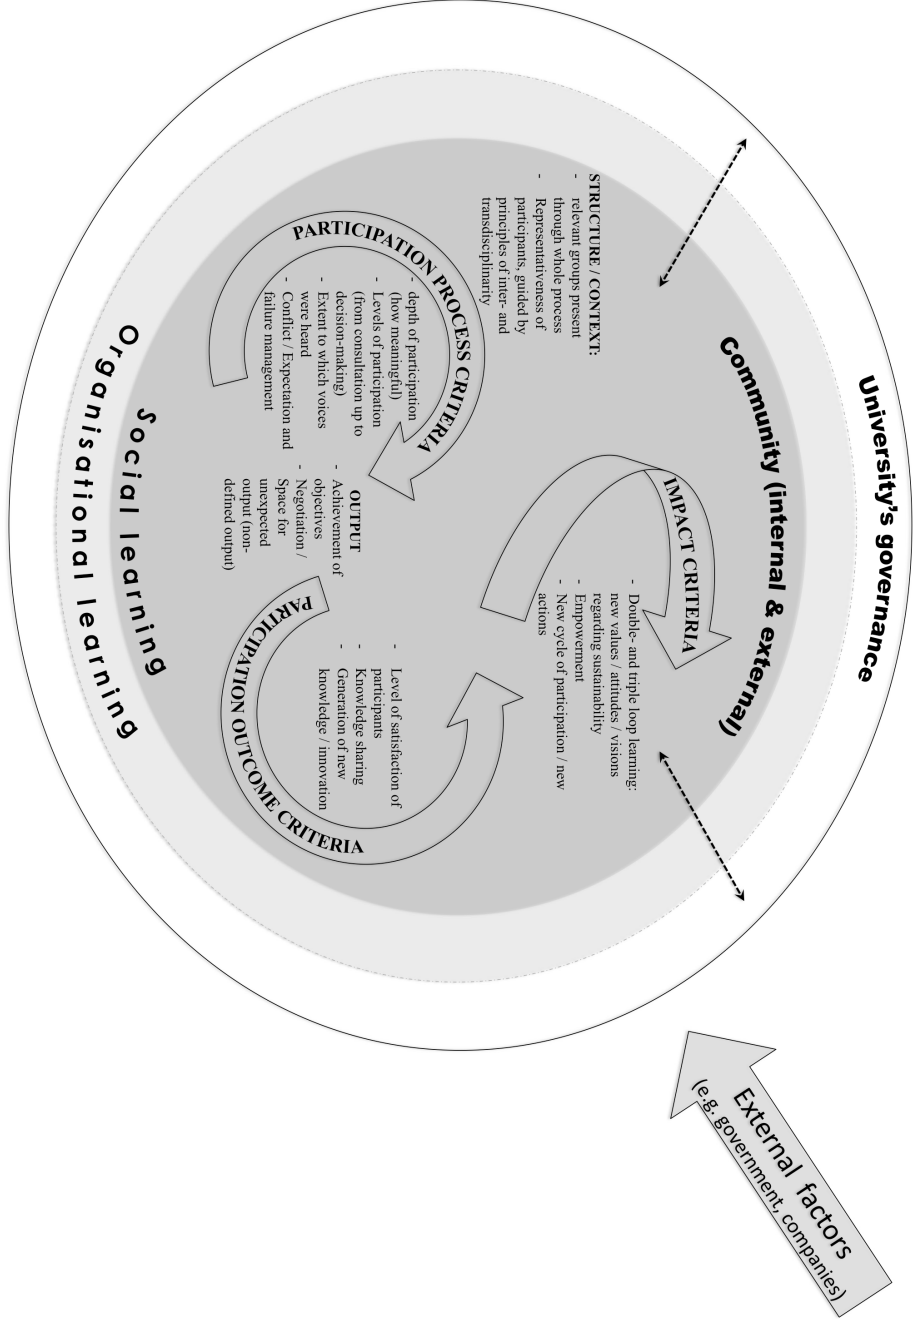 University's governance
Community (internal & external)
STRUCTURE / CONTEXT:
- relevant groups present
through whole process
- Representativeness of
participants, guided by
principles of inter- and
transdisciplinarity
IMPACT CRITERIA
- Double- and triple loop learning:
new values / attitudes / visions
regarding sustainability
- Empowerment
- New cycle of participation / new
actions
PARTICIPATION PROCESS CRITERIA
- depth of participation
(how meaningful)
- Levels of participation
(from consultation up to
decision-making)
- Extent to which voices
were heard
- Conflict / Expectation and
failure management
OUTPUT
- Achievement of
objectives
- Negotiation /
Space for
unexpected
output (non-
defined output)
PARTICIPATION OUTCOME CRITERIA
- Level of satisfaction of
participants
- Knowledge sharing
- Generation of new
knowledge / innovation
Social learning
Organisational learning
External factors
(e.g. government, companies)